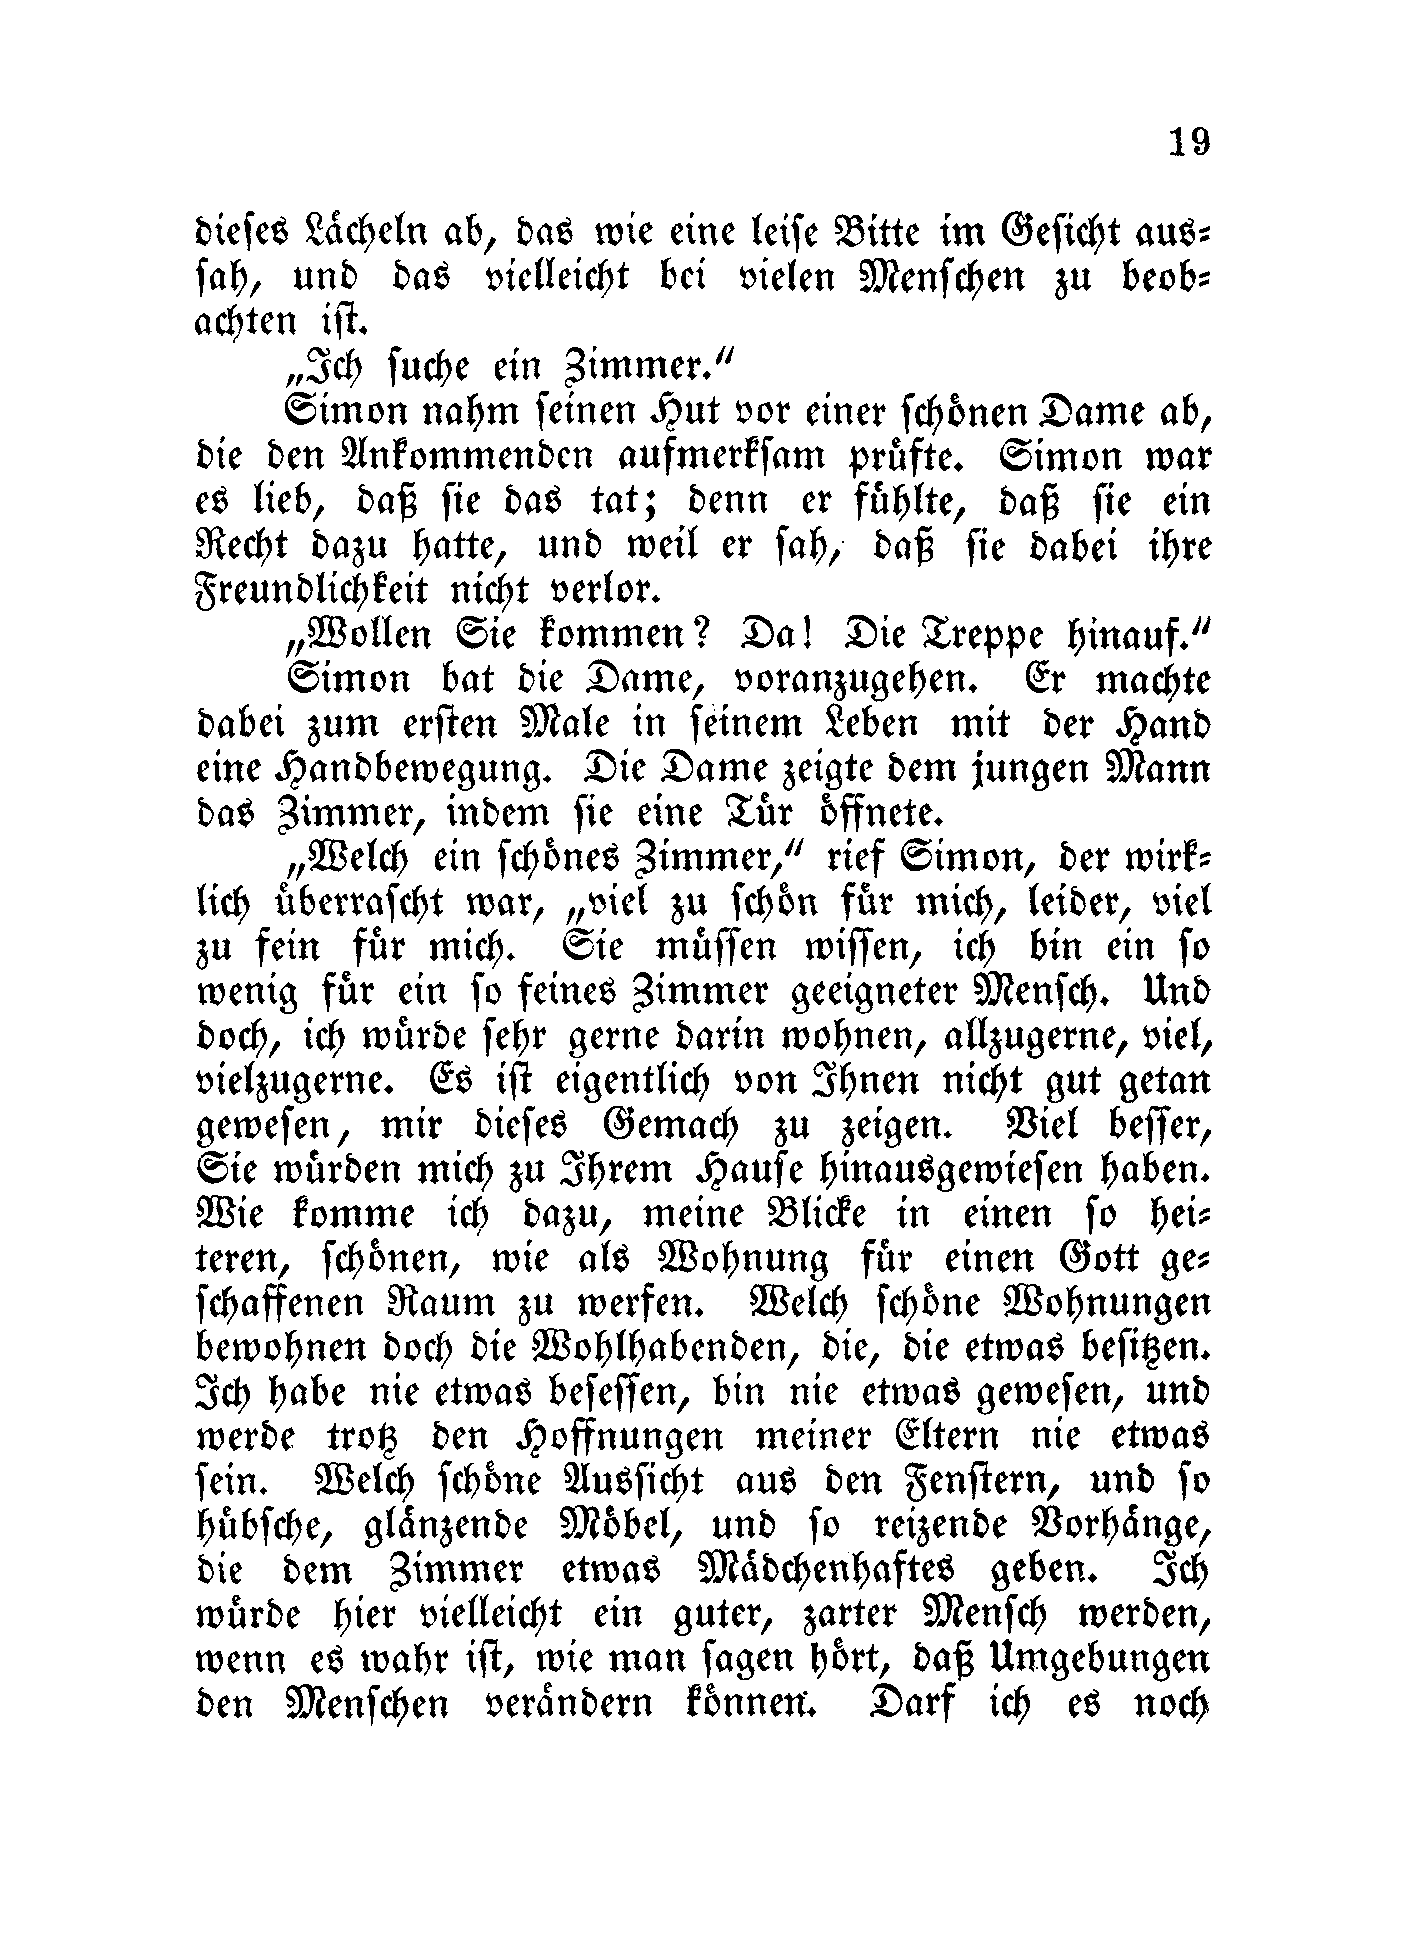 19
dieses Lächeln ab, das wie eine leise Bitte im Gesicht aus-
sah, und das vielleicht bei vielen Menschen zu beob-
achten ist.
„Ich suche ein Zimmer.“
Simon nahm seinen Hut vor einer schönen Dame ab,
die den Ankommenden aufmerksam prüfte. Simon war
es lieb, daß sie das tat; denn er fühlte, daß sie ein
Recht dazu hatte, und weil er sah, daß sie dabei ihre
Freundlichkeit nicht verlor.
„Wollen Sie kommen? Da! Die Treppe hinauf.“
Simon bat die Dame, voranzugehen. Er machte
dabei zum ersten Male in seinem Leben mit der Hand
eine Handbewegung. Die Dame zeigte dem jungen Mann
das Zimmer, indem sie eine Tür öffnete.
„Welch ein schönes Zimmer,“ rief Simon, der wirk-
lich überrascht war, „viel zu schön für mich, leider, viel
zu fein für mich. Sie müssen wissen, ich bin ein so
wenig für ein so feines Zimmer geeigneter Mensch. Und
doch, ich würde sehr gerne darin wohnen, allzugerne, viel,
vielzugerne. Es ist eigentlich von Ihnen nicht gut getan
gewesen, mir dieses Gemach zu zeigen. Viel besser,
Sie würden mich zu Ihrem Hause hinausgewiesen haben.
Wie komme ich dazu, meine Blicke in einen so hei-
teren, schönen, wie als Wohnung für einen Gott ge-
schaffenen Raum zu werfen. Welch schöne Wohnungen
bewohnen doch die Wohlhabenden, die, die etwas besitzen.
Ich habe nie etwas besessen, bin nie etwas gewesen, und
werde trotz den Hoffnungen meiner Eltern nie etwas
sein. Welch schöne Aussicht aus den Fenstern, und so
hübsche, glänzende Möbel, und so reizende Vorhänge,
die dem Zimmer etwas Mädchenhaftes geben. Ich
würde hier vielleicht ein guter, zarter Mensch werden,
wenn es wahr ist, wie man sagen hört, daß Umgebungen
den Menschen verändern können. Darf ich es noch